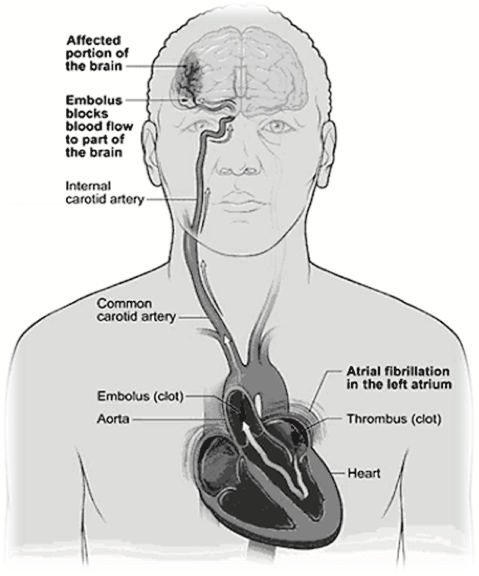 Affected
portion of
the brain
Embolus
blocks
blood flow
to part of
the brain
Internal
carotid artery
Common
carotid artery
Embolus (clot)
Aorta
Atrial fibrillation
in the left atrium
Thrombus (clot)
Heart